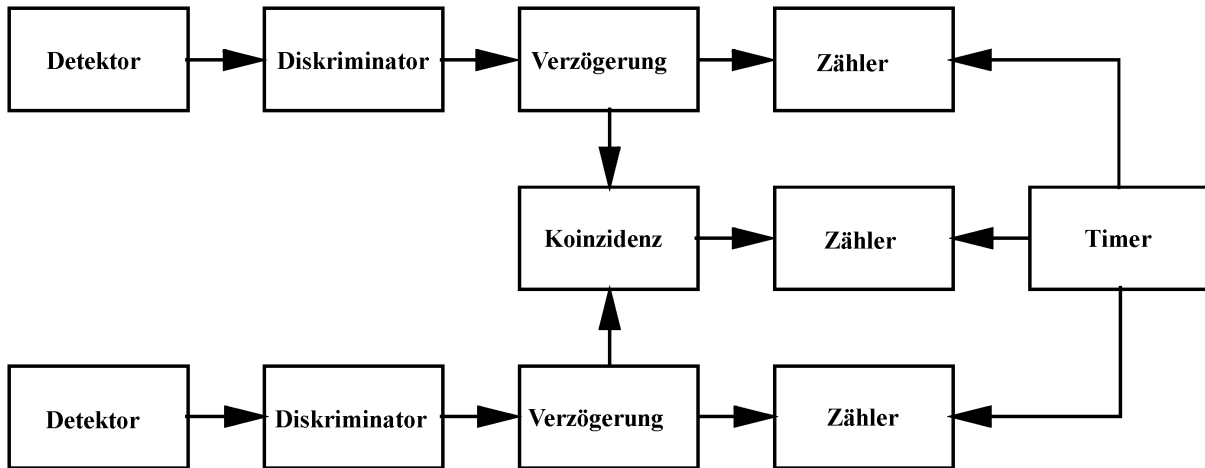 Detektor
Diskriminator
Verzögerung
Zähler
Koinzidenz
Zähler
Timer
Detektor
Diskriminator
Verzögerung
Zähler